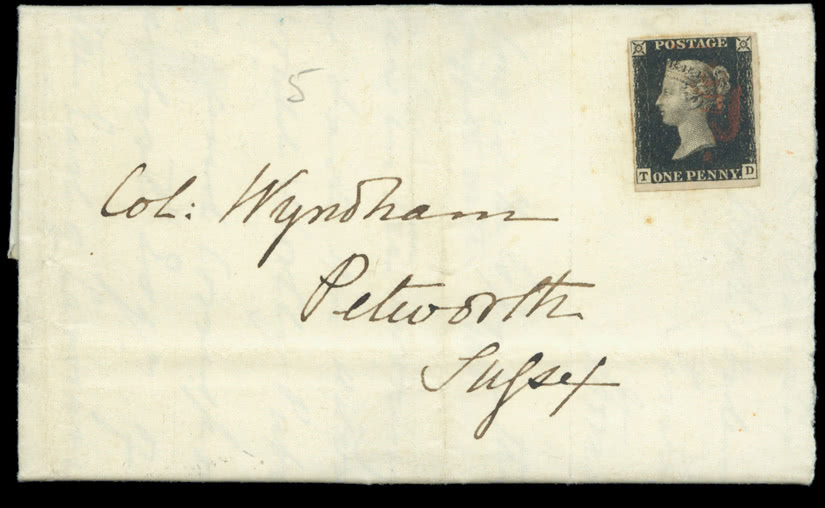 5
POSTAGE
T ONE PENNY. D
Col: Wyndham
Petworth
Sussex